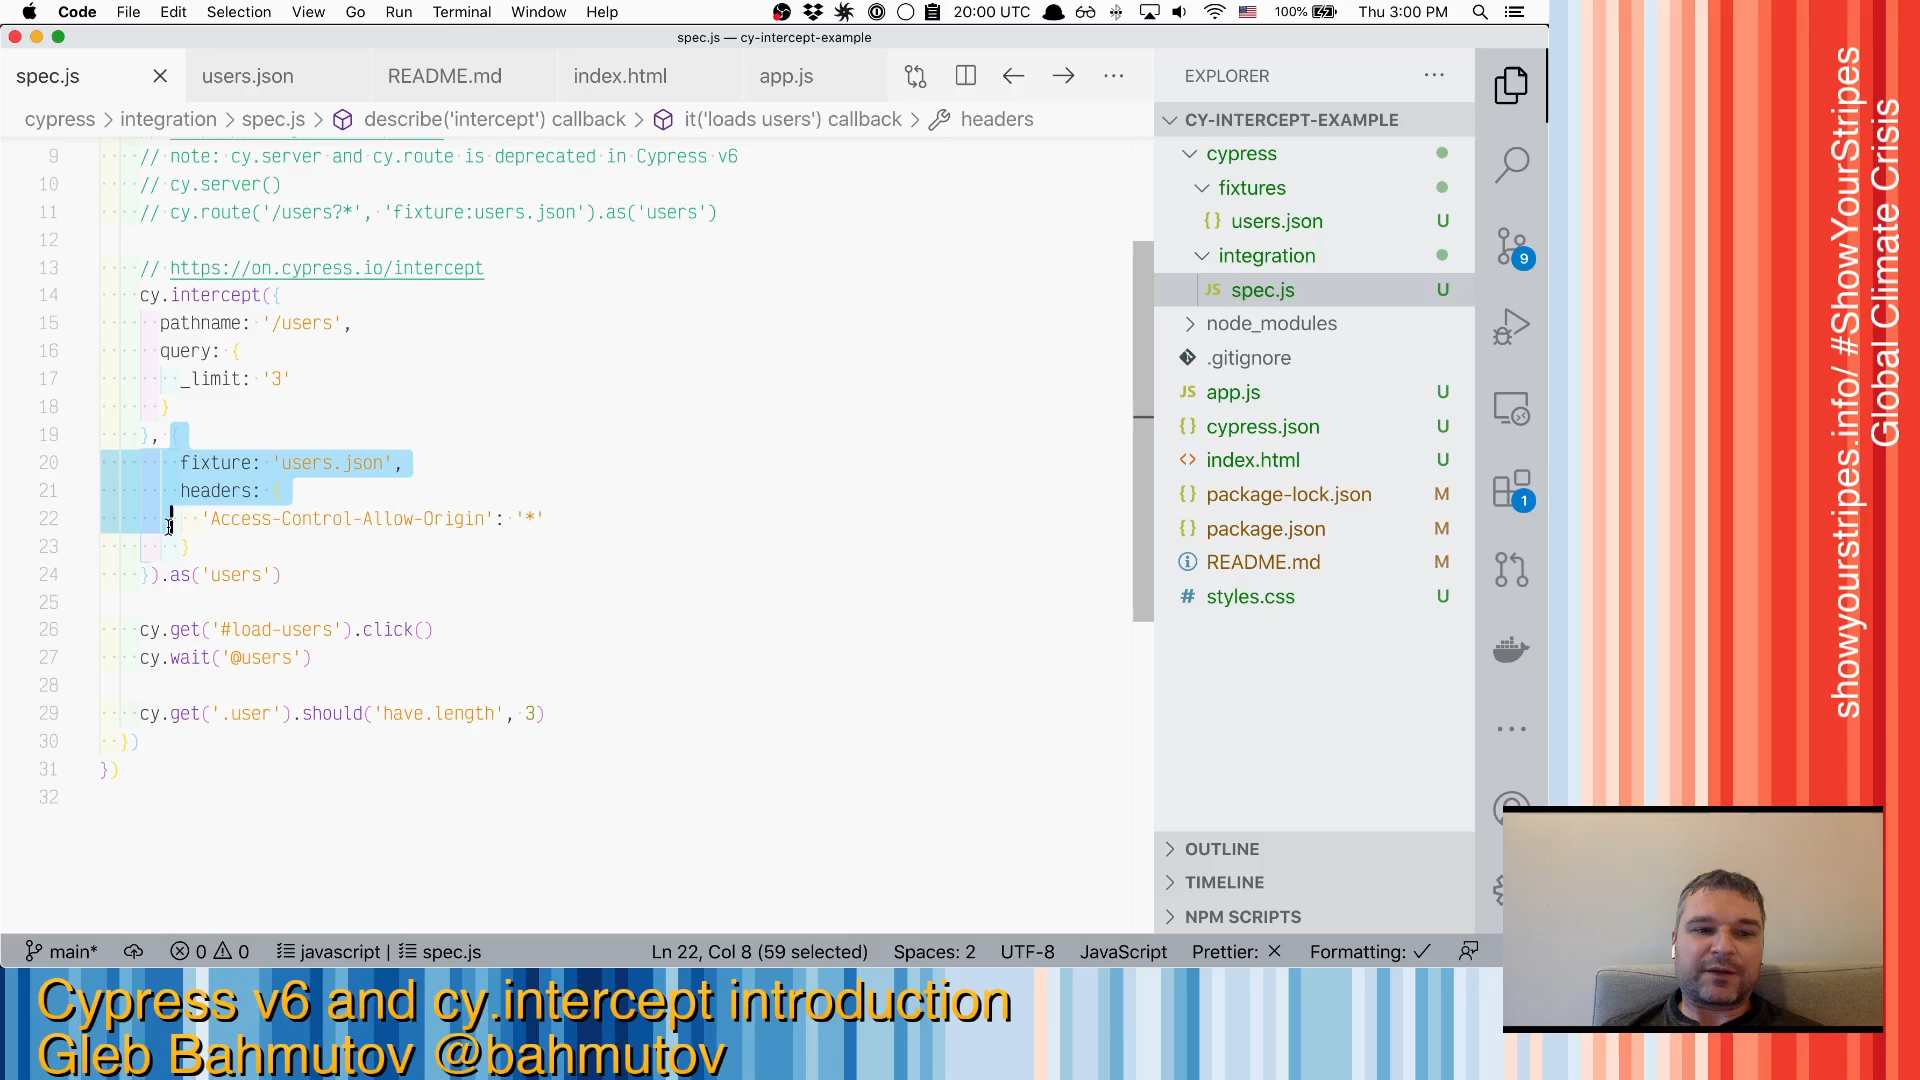 Code File Edit Selection View Go Run Terminal Window Help 20:00 UTC 100% Thu 3:00 PM
spec.js — cy-intercept-example
spec.js users.json README.md index.html app.js
cypress > integration > spec.js > describe('intercept') callback > it('loads users') callback > headers
9 // note: cy.server and cy.route is deprecated in Cypress v6
10 // cy.server()
11 // cy.route('/users?*', 'fixture:users.json').as('users')
12
13 // https://on.cypress.io/intercept
14 cy.intercept({
15 pathname: '/users',
16 query: {
17 _limit: '3'
18 }
19 }, {
20 fixture: 'users.json',
21 headers: {
22 'Access-Control-Allow-Origin': '*'
23 }
24 }).as('users')
25
26 cy.get('#load-users').click()
27 cy.wait('@users')
28
29 cy.get('.user').should('have.length', 3)
30 })
31 })
32
EXPLORER
CY-INTERCEPT-EXAMPLE
cypress
fixtures
{} users.json U
integration
JS spec.js U
node_modules
.gitignore
JS app.js U
{} cypress.json U
<> index.html U
{} package-lock.json M
{} package.json M
README.md M
# styles.css U
OUTLINE
TIMELINE
NPM SCRIPTS
9
1
main* 0 0 javascript | spec.js Ln 22, Col 8 (59 selected) Spaces: 2 UTF-8 JavaScript Prettier: × Formatting: ✓
Cypress v6 and cy.intercept introduction
Gleb Bahmutov @bahmutov
showyourstripes.info/ #ShowYourStripes
Global Climate Crisis